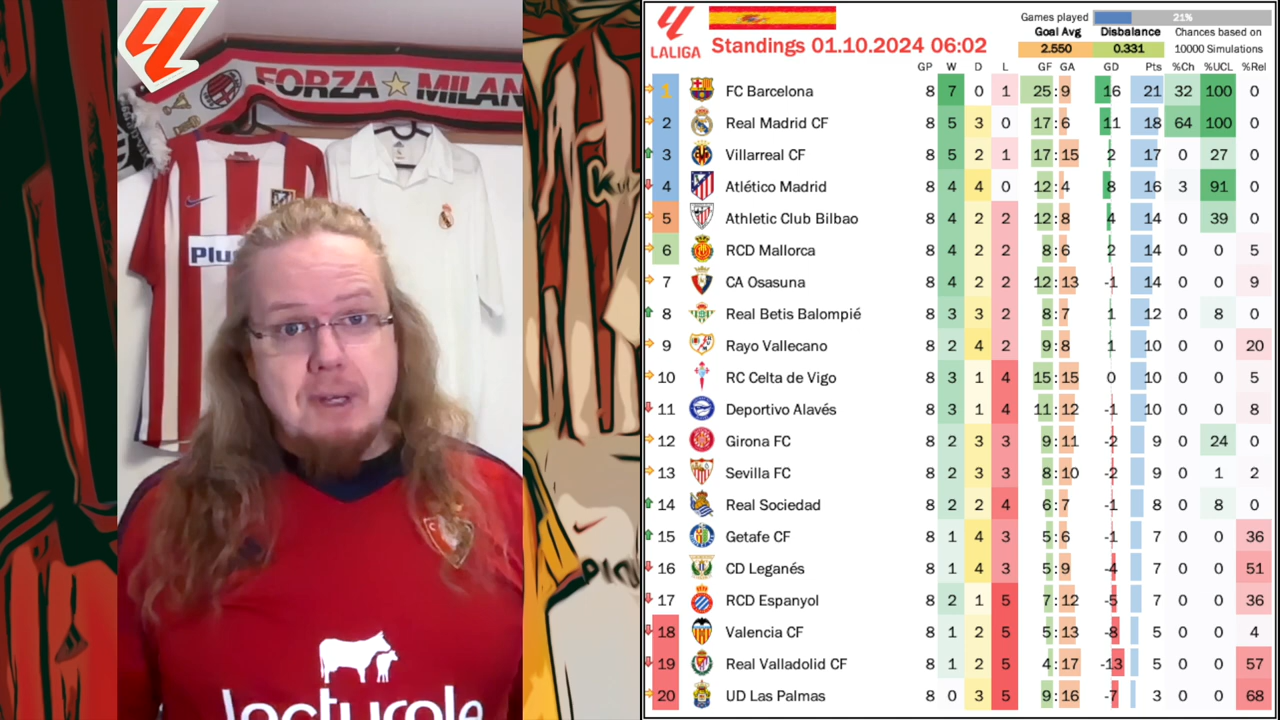 FORZA MILAN
Plu
lactturale
LALIGA
Standings 01.10.2024 06:02
Games played 21%
Goal Avg Disbalance Chances based on
2.550 0.331 10000 Simulations
GP W D L GF GA GD Pts %Ch %UCL %Rel
1 FC Barcelona 8 7 0 1 25:9 16 21 32 100 0
2 Real Madrid CF 8 5 3 0 17:6 11 18 64 100 0
3 Villarreal CF 8 5 2 1 17:15 2 17 0 27 0
4 Atlético Madrid 8 4 4 0 12:4 8 16 3 91 0
5 Athletic Club Bilbao 8 4 2 2 12:8 4 14 0 39 0
6 RCD Mallorca 8 4 2 2 8:6 2 14 0 0 5
7 CA Osasuna 8 4 2 2 12:13 -1 14 0 0 9
8 Real Betis Balompié 8 3 3 2 8:7 1 12 0 8 0
9 Rayo Vallecano 8 2 4 2 9:8 1 10 0 0 20
10 RC Celta de Vigo 8 3 1 4 15:15 0 10 0 0 5
11 Deportivo Alavés 8 3 1 4 11:12 -1 10 0 0 8
12 Girona FC 8 2 3 3 9:11 -2 9 0 24 0
13 Sevilla FC 8 2 3 3 8:10 -2 9 0 1 2
14 Real Sociedad 8 2 2 4 6:7 -1 8 0 8 0
15 Getafe CF 8 1 4 3 5:6 -1 7 0 0 36
16 CD Leganés 8 1 4 3 5:9 -4 7 0 0 51
17 RCD Espanyol 8 2 1 5 7:12 -5 7 0 0 36
18 Valencia CF 8 1 2 5 5:13 -8 5 0 0 4
19 Real Valladolid CF 8 1 2 5 4:17 -13 5 0 0 57
20 UD Las Palmas 8 0 3 5 9:16 -7 3 0 0 68